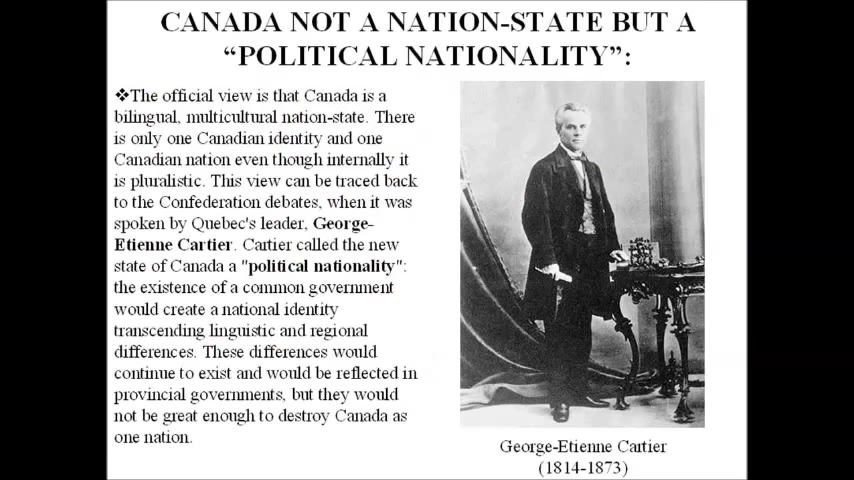 CANADA NOT A NATION-STATE BUT A
“POLITICAL NATIONALITY”:
❖The official view is that Canada is a
bilingual, multicultural nation-state. There
is only one Canadian identity and one
Canadian nation even though internally it
is pluralistic. This view can be traced back
to the Confederation debates, when it was
spoken by Quebec's leader, George-
Etienne Cartier. Cartier called the new
state of Canada a "political nationality":
the existence of a common government
would create a national identity
transcending linguistic and regional
differences. These differences would
continue to exist and would be reflected in
provincial governments, but they would
not be great enough to destroy Canada as
one nation.
George-Etienne Cartier
(1814-1873)